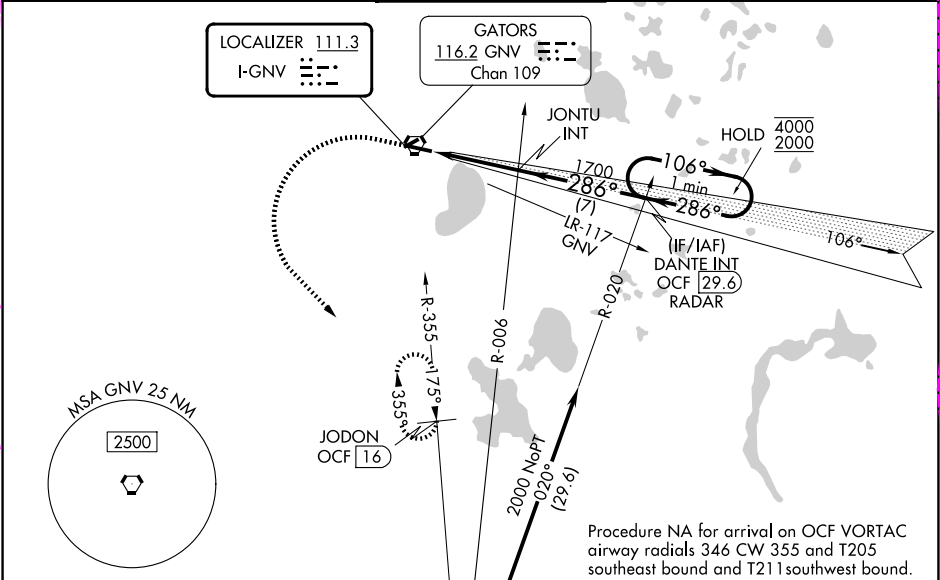 LOCALIZER 111.3
I-GNV
GATORS
116.2 GNV
Chan 109
JONTU
INT
HOLD 4000
2000
106°
1 min
1700
286°
(7)
286°
106°
LR-117
GNV
(IF/IAF)
DANTE INT
OCF 29.6
RADAR
R-020
R-355
R-006
175°
355°
JODON
OCF 16
MSA GNV 25 NM
2500
2000 NoPT
020°
(29.6)
Procedure NA for arrival on OCF VORTAC
airway radials 346 CW 355 and T205
southeast bound and T211southwest bound.